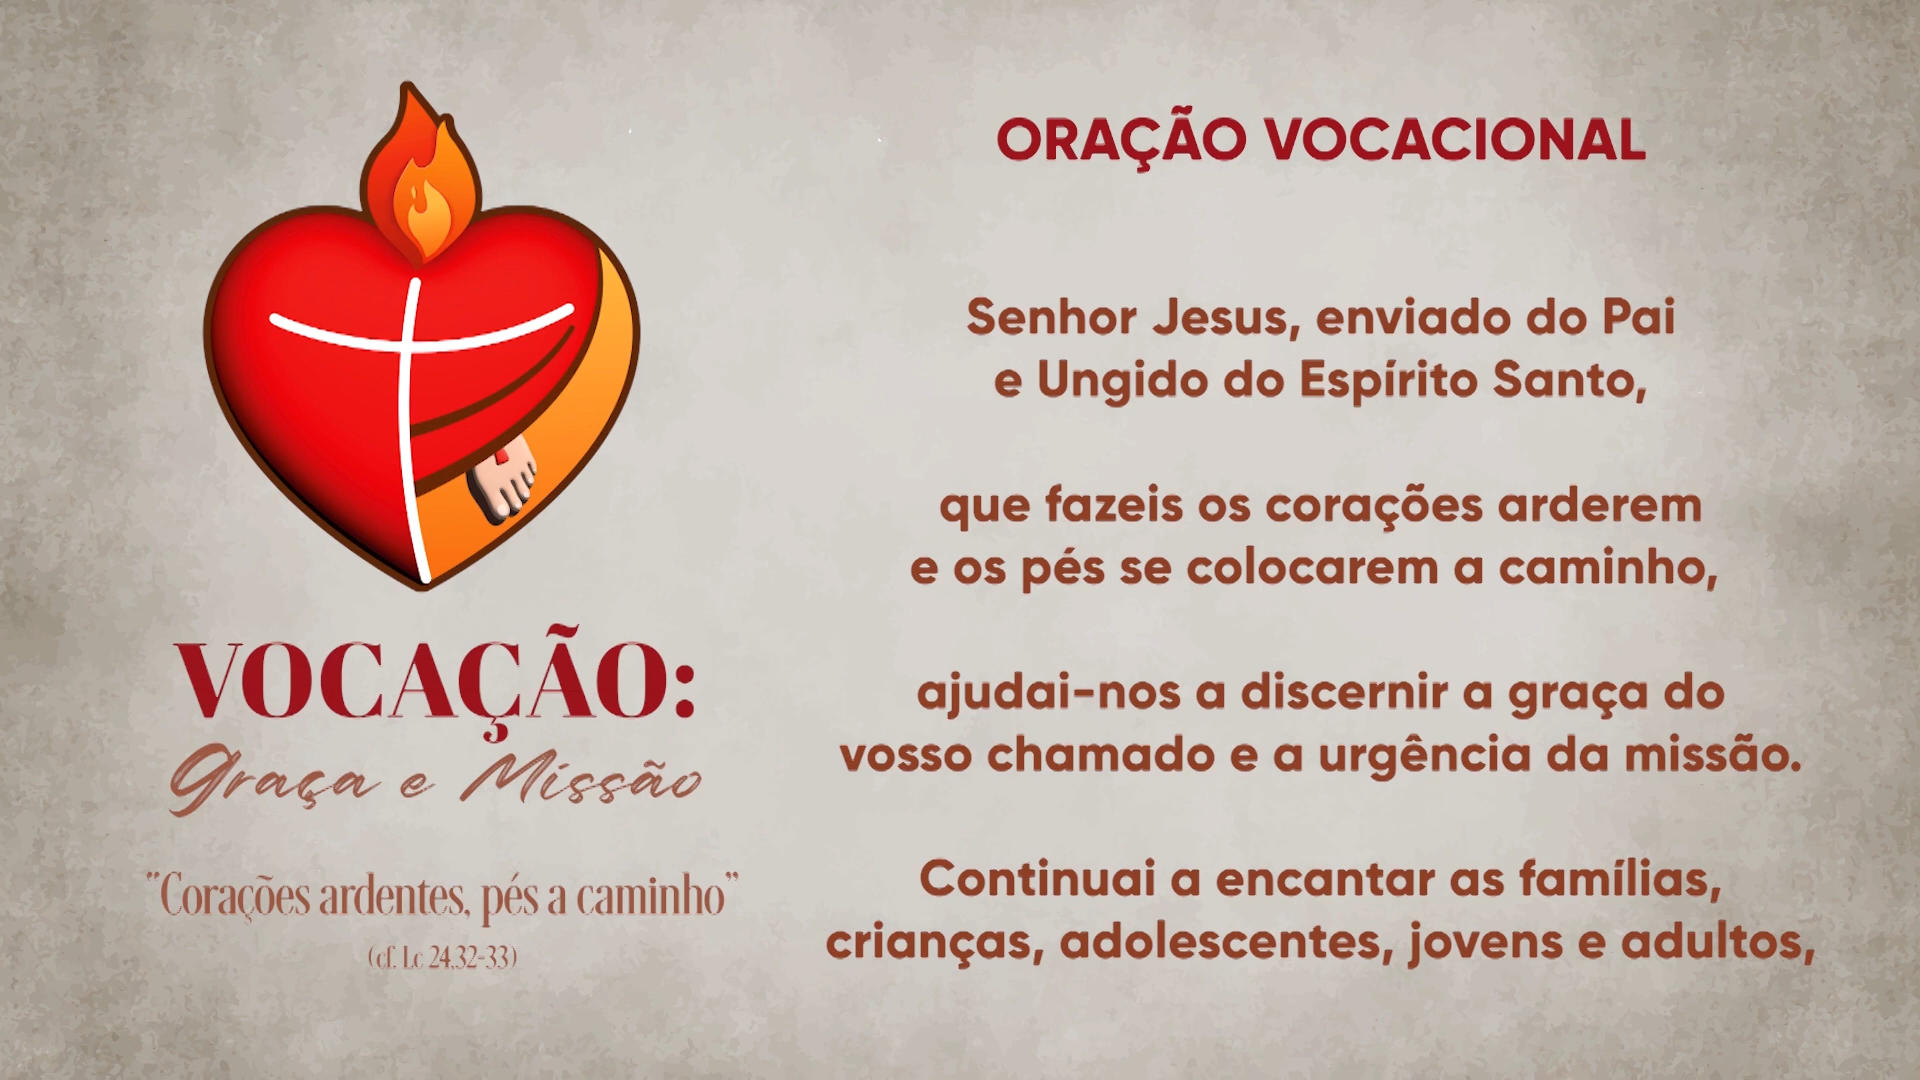 VOCAÇÃO:
Graça e Missão
"Corações ardentes, pés a caminho”
(cf. Lc 24,32-33)
ORAÇÃO VOCACIONAL
Senhor Jesus, enviado do Pai
e Ungido do Espírito Santo,
que fazeis os corações arderem
e os pés se colocarem a caminho,
ajudai-nos a discernir a graça do
vosso chamado e a urgência da missão.
Continuai a encantar as famílias,
crianças, adolescentes, jovens e adultos,